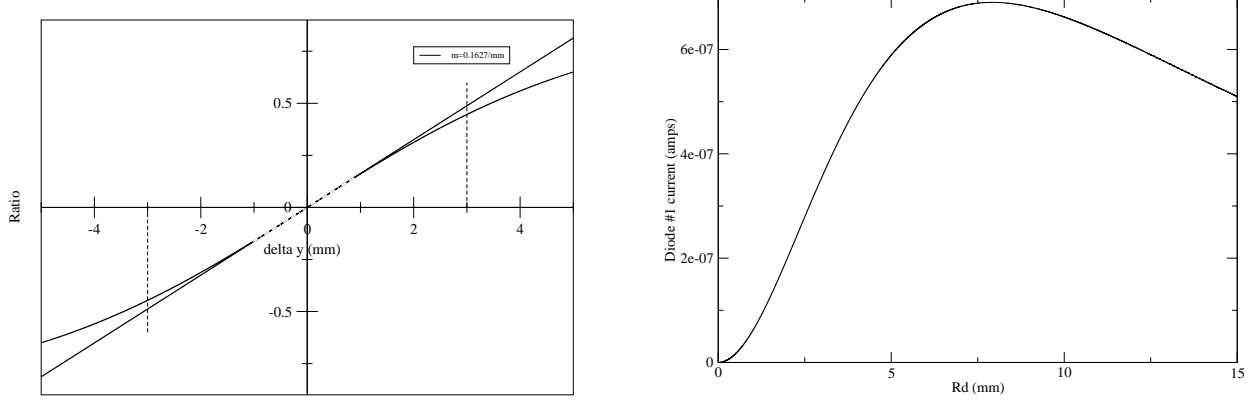 m=0.1627/mm
0.5
0
-0.5
-4
-2
0
2
4
delta y (mm)
Ratio
6e-07
4e-07
2e-07
0
0
5
10
15
Rd (mm)
Diode #1 current (amps)